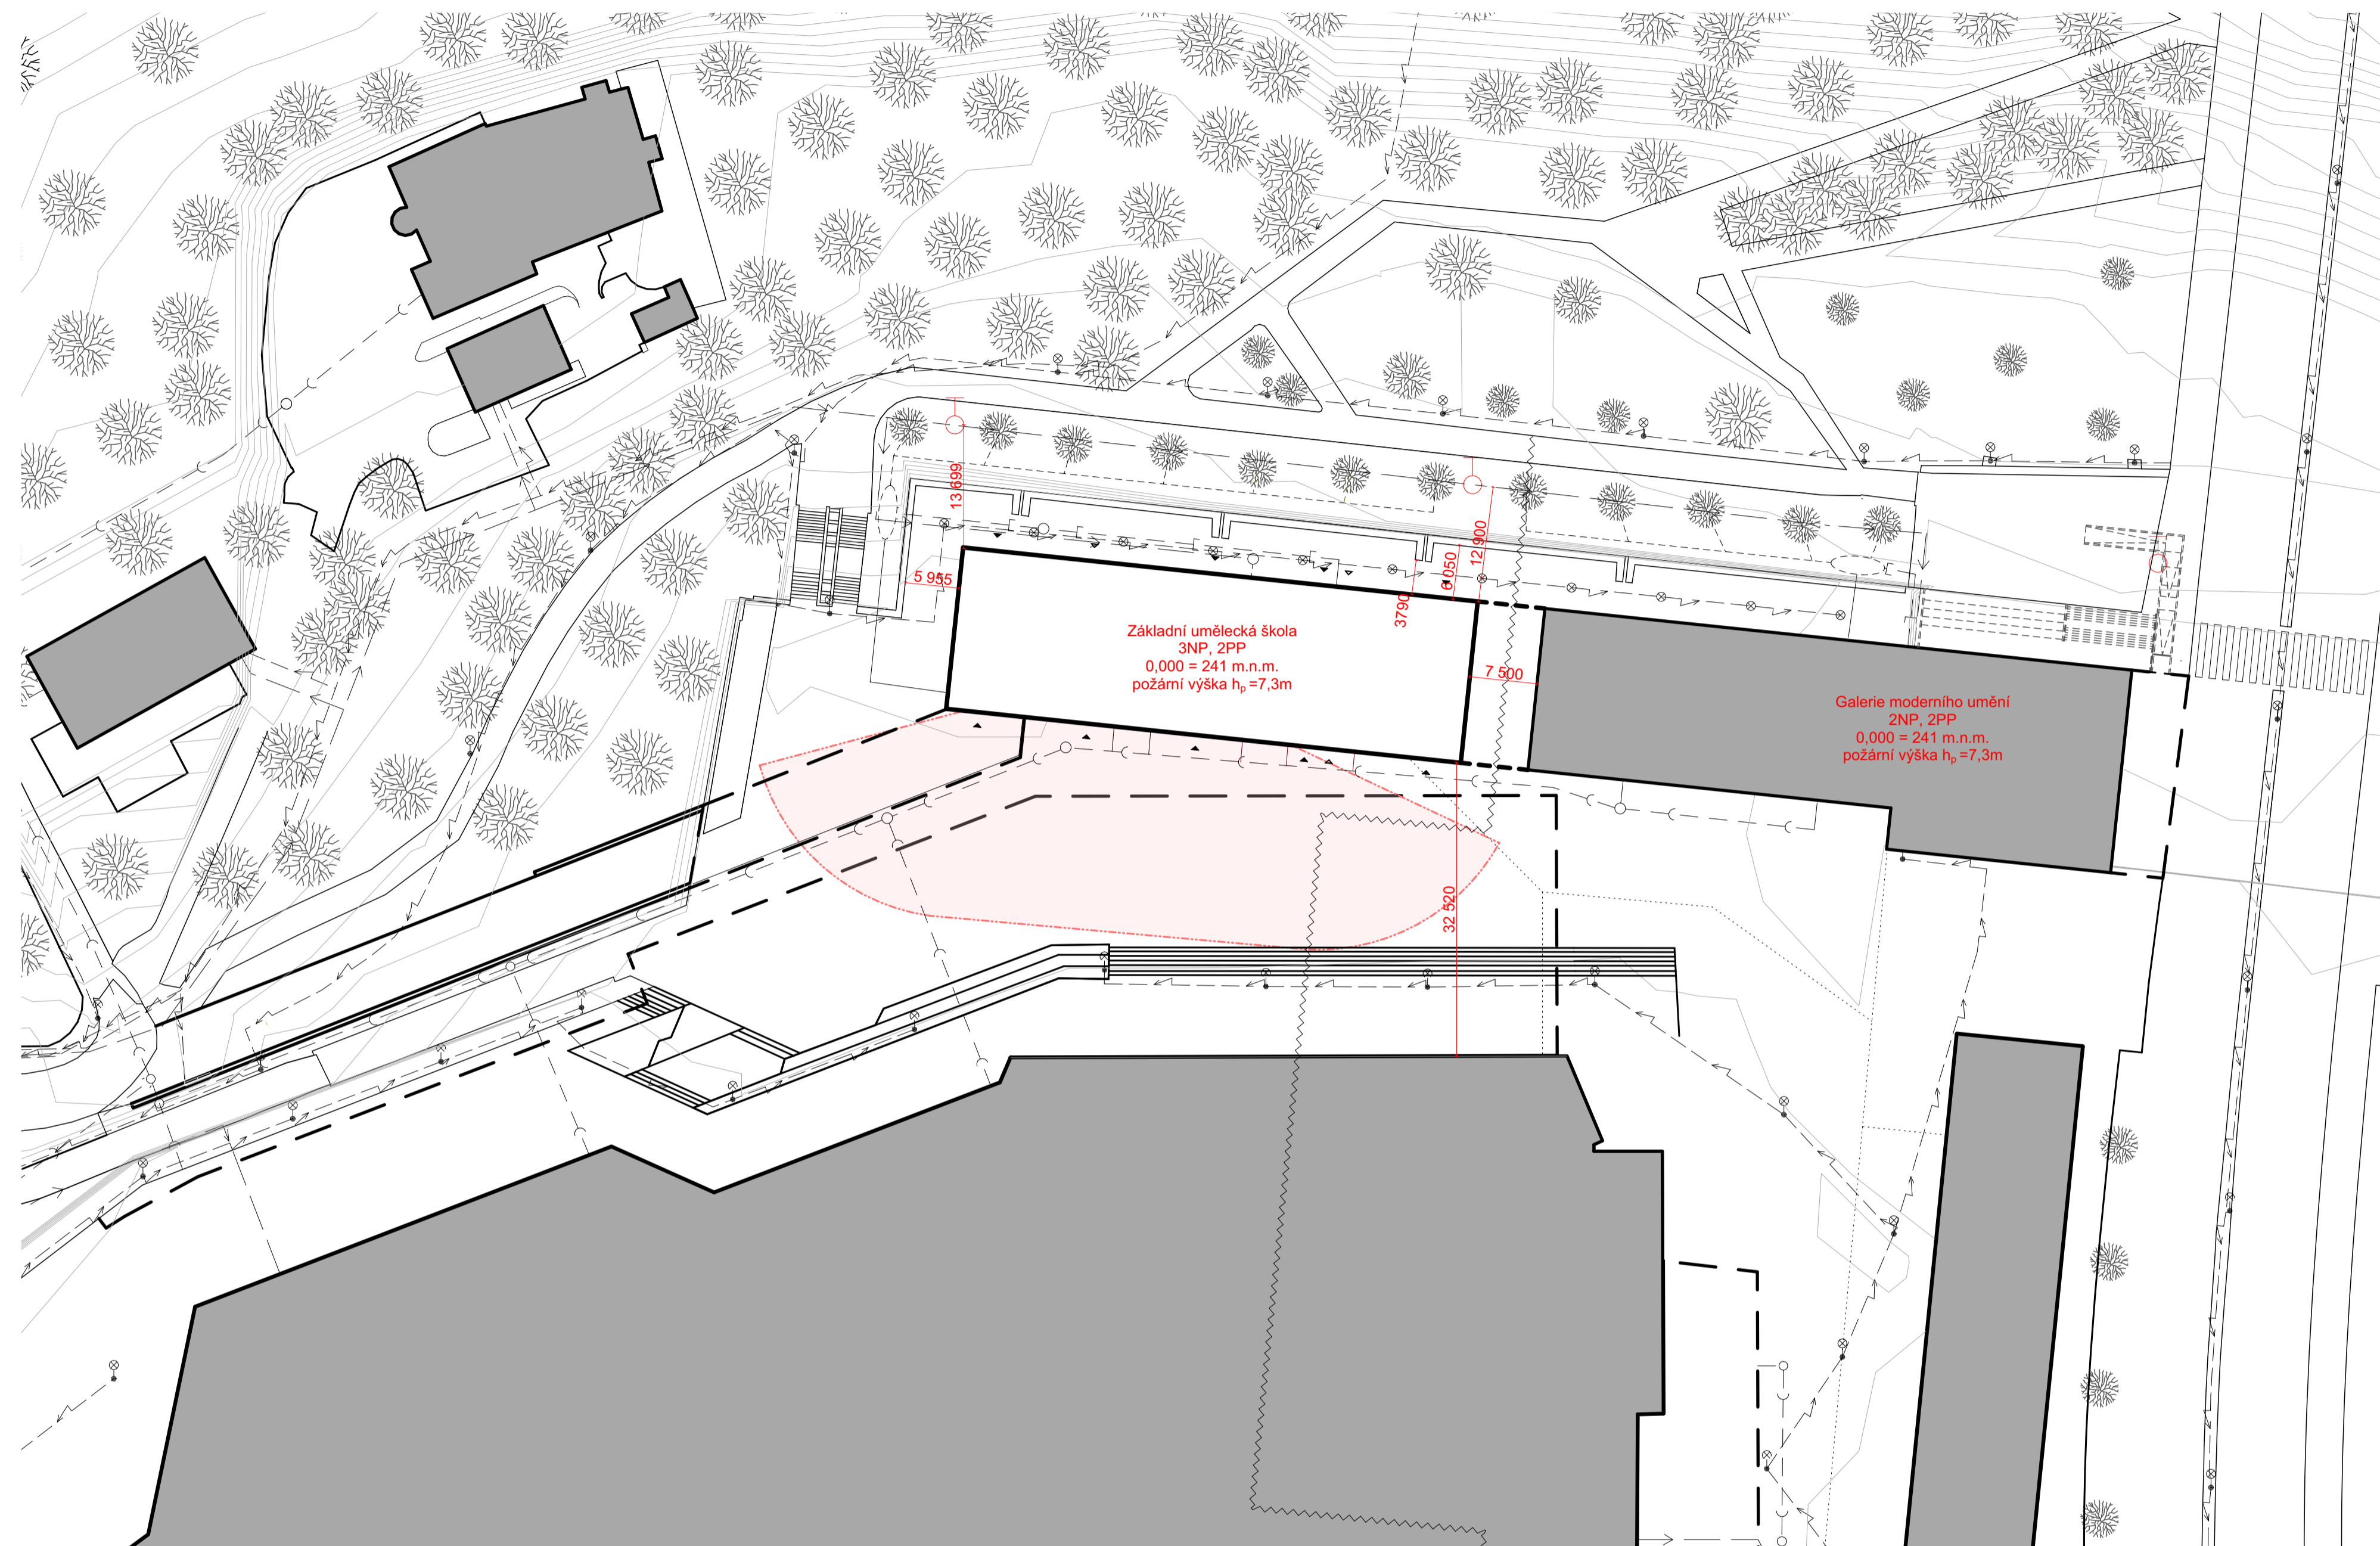 13 699
5 955
3790
6 050
12 900
Základní umělecká škola
3NP, 2PP
0,000 = 241 m.n.m.
požární výška hₚ =7,3m
7 500
Galerie moderního umění
2NP, 2PP
0,000 = 241 m.n.m.
požární výška hₚ =7,3m
32 520